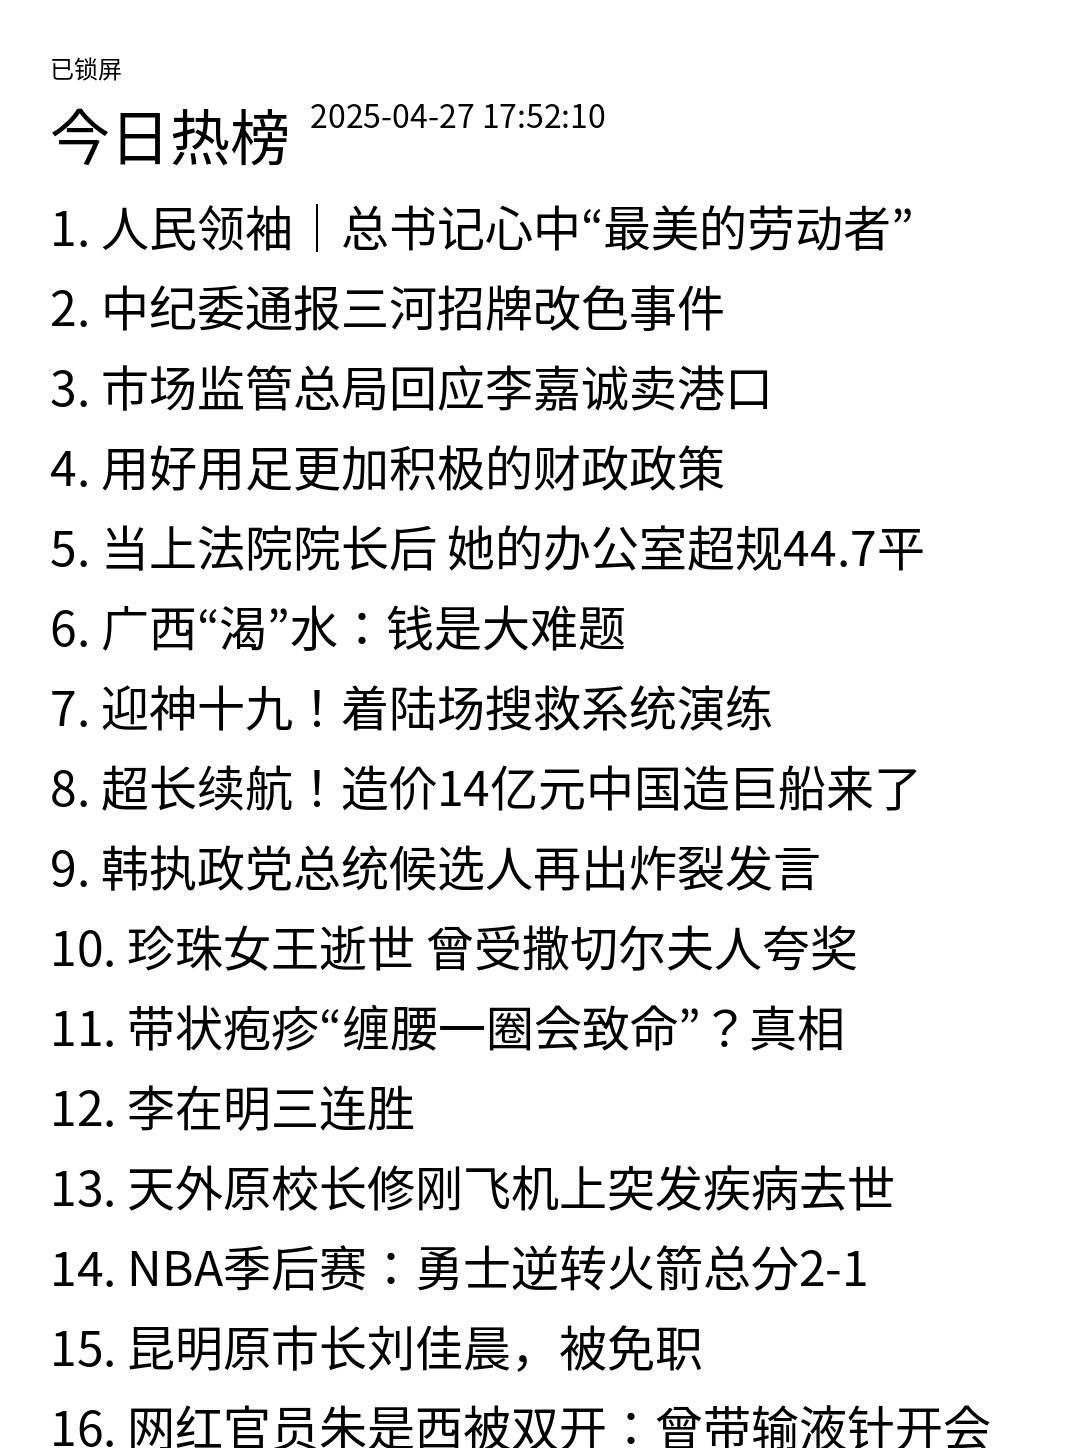 已锁屏
今日热榜 2025-04-27 17:52:10
1. 人民领袖｜总书记心中“最美的劳动者”
2. 中纪委通报三河招牌改色事件
3. 市场监管总局回应李嘉诚卖港口
4. 用好用足更加积极的财政政策
5. 当上法院院长后 她的办公室超规44.7平
6. 广西“渴”水：钱是大难题
7. 迎神十九！着陆场搜救系统演练
8. 超长续航！造价14亿元中国造巨船来了
9. 韩执政党总统候选人再出炸裂发言
10. 珍珠女王逝世 曾受撒切尔夫人夸奖
11. 带状疱疹“缠腰一圈会致命”？真相
12. 李在明三连胜
13. 天外原校长修刚飞机上突发疾病去世
14. NBA季后赛：勇士逆转火箭总分2-1
15. 昆明原市长刘佳晨，被免职
16. 网红官员朱是西被双开：曾带输液针开会